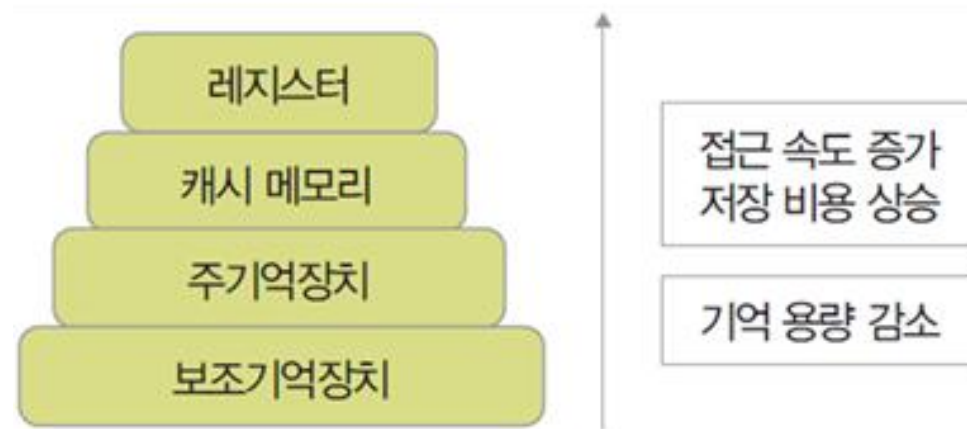 레지스터
캐시 메모리
주기억장치
보조기억장치
접근 속도 증가
저장 비용 상승
기억 용량 감소